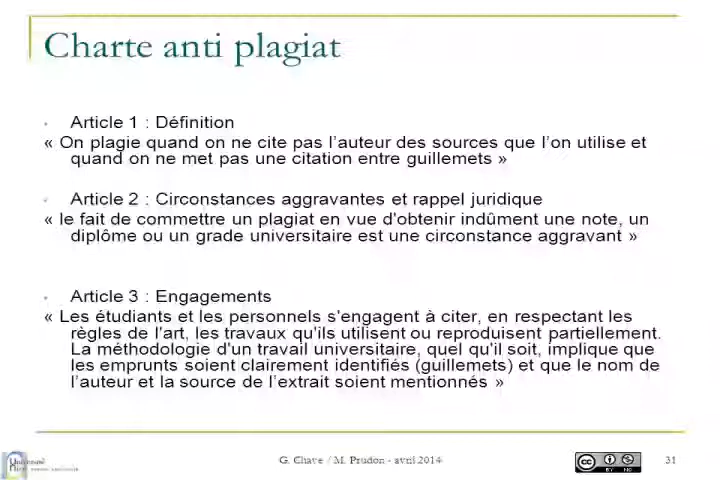 Charte anti plagiat
Article 1 : Définition
« On plagie quand on ne cite pas l'auteur des sources que l'on utilise et
quand on ne met pas une citation entre guillemets »
Article 2 : Circonstances aggravantes et rappel juridique
« le fait de commettre un plagiat en vue d'obtenir indûment une note, un
diplôme ou un grade universitaire est une circonstance aggravant »
Article 3 : Engagements
« Les étudiants et les personnels s'engagent à citer, en respectant les
règles de l'art, les travaux qu'ils utilisent ou reproduisent partiellement.
La méthodologie d'un travail universitaire, quel qu'il soit, implique que
les emprunts soient clairement identifiés (guillemets) et que le nom de
l'auteur et la source de l'extrait soient mentionnés »
Université
G. Chave / M. Prudon - avril 2014
cc
BY NC
31